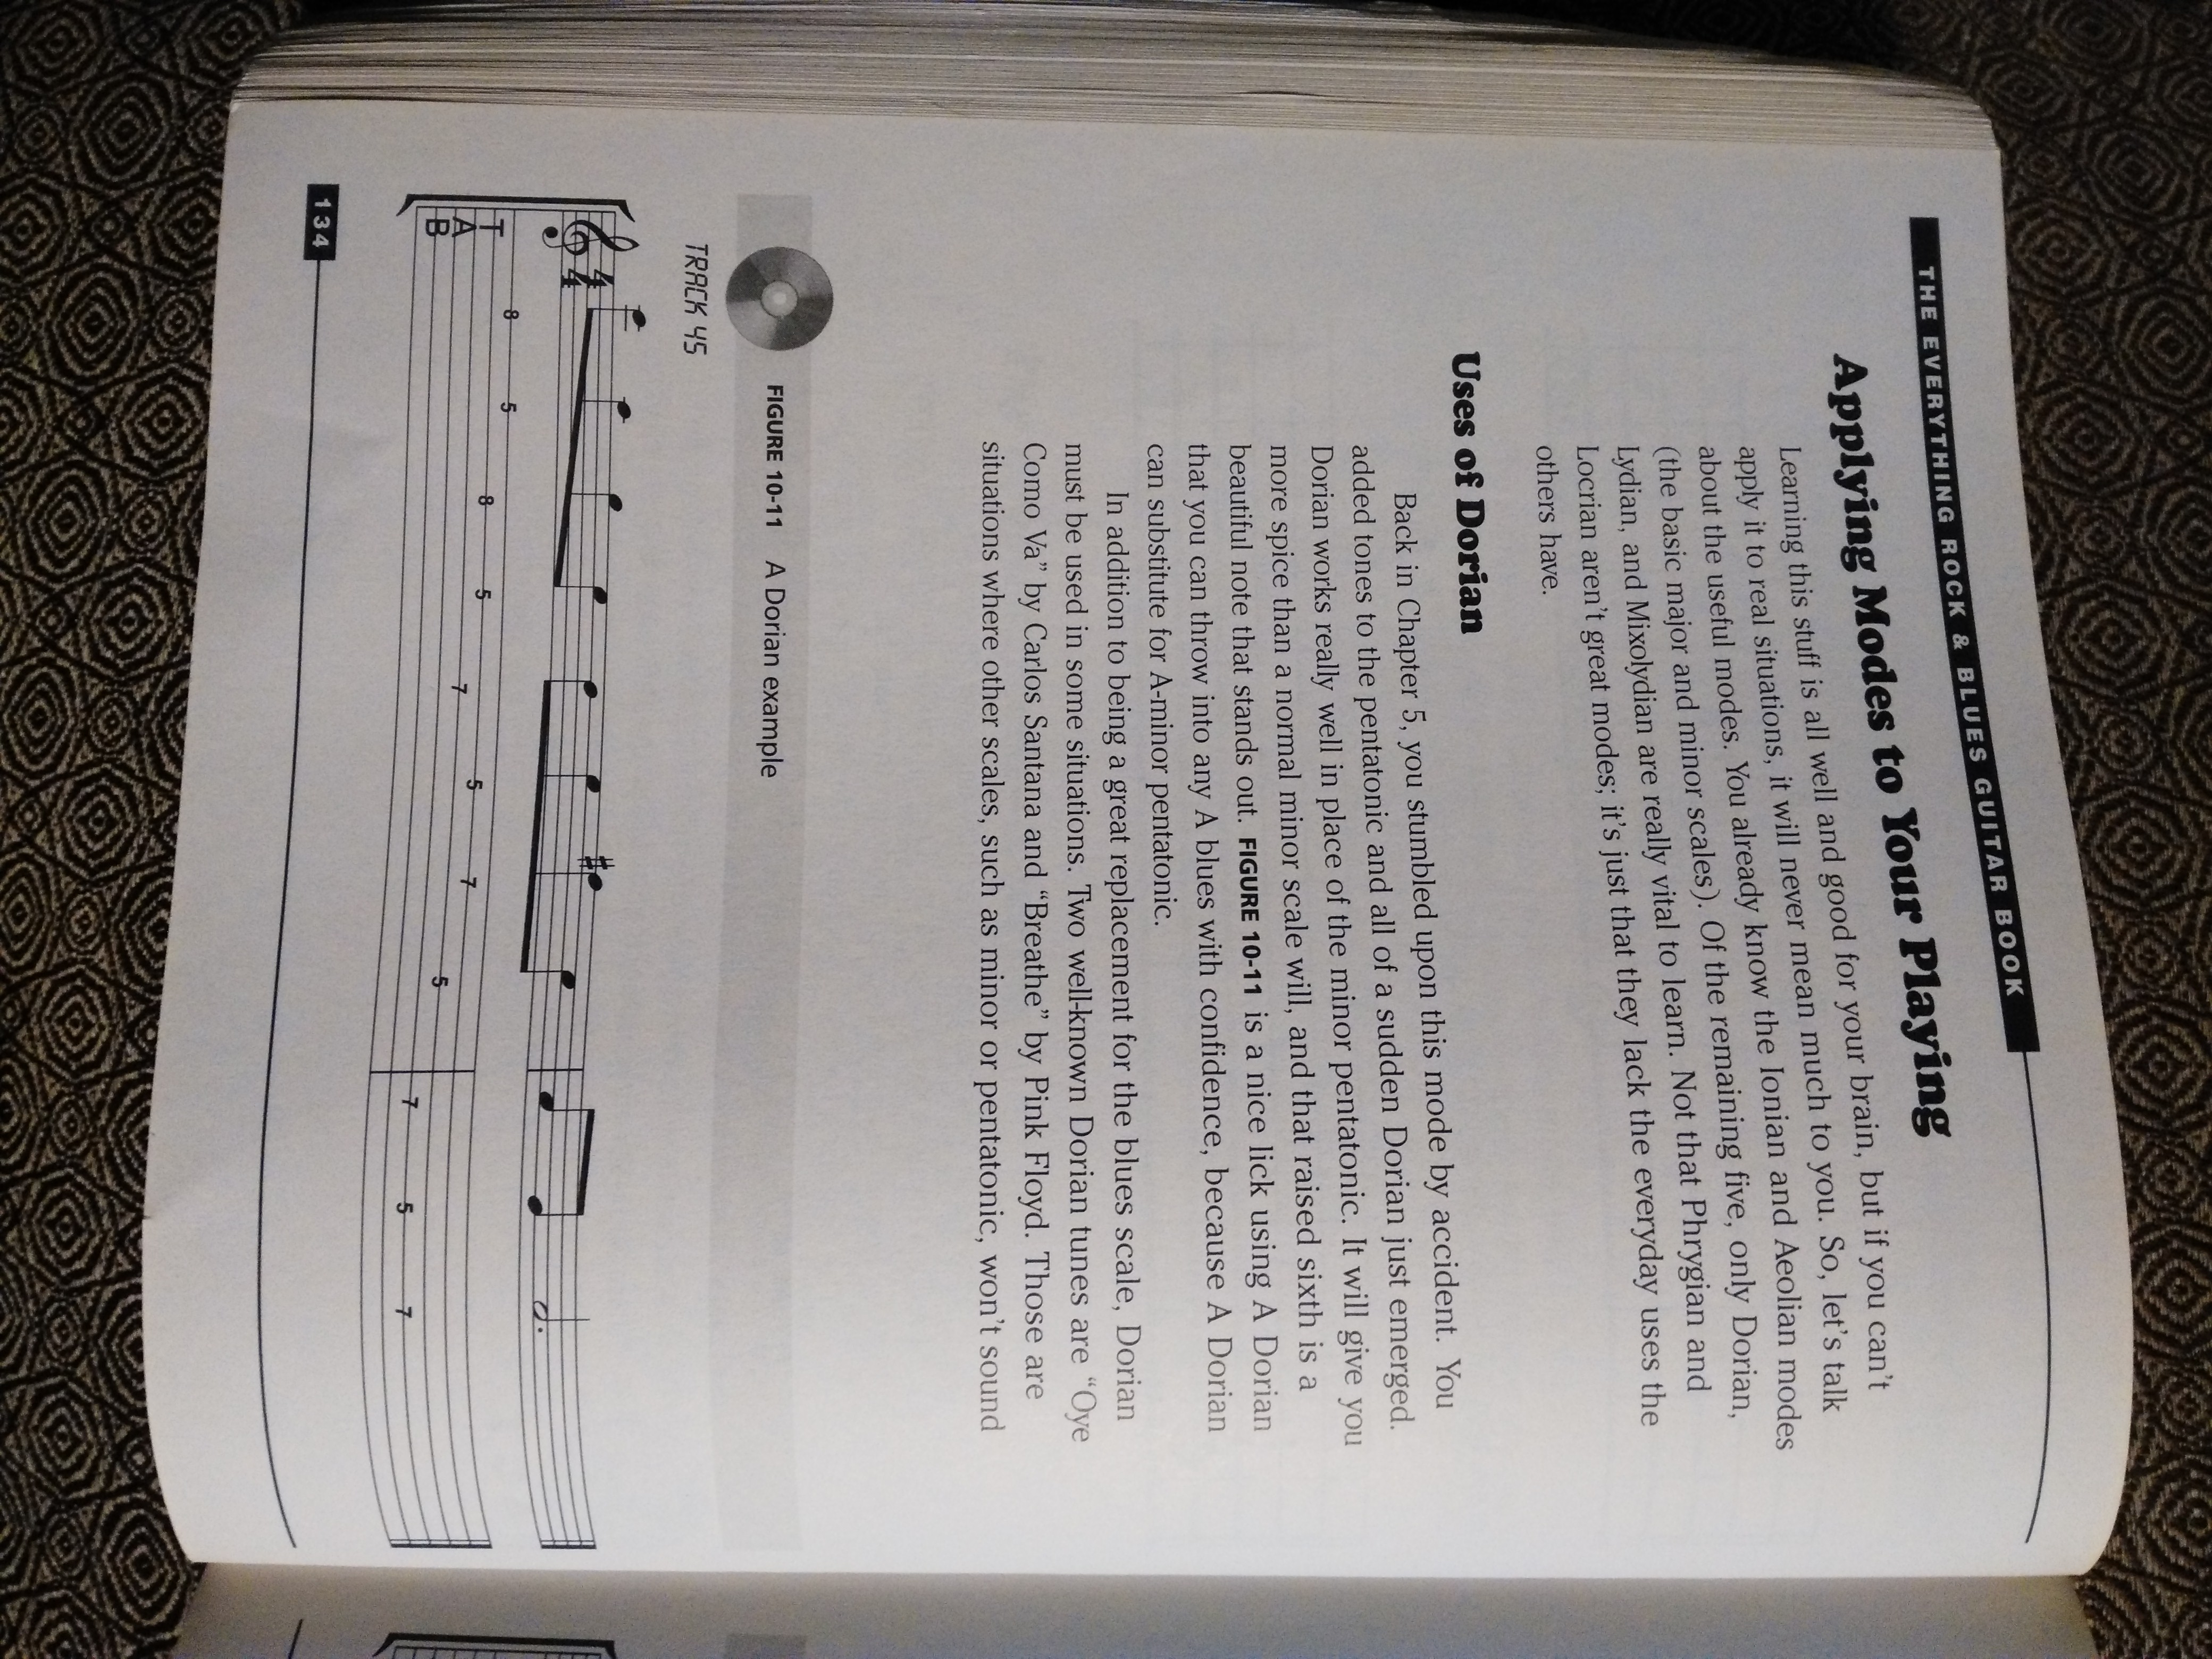 THE EVERYTHING ROCK & BLUES GUITAR BOOK
Applying Modes to Your Playing
Learning this stuff is all well and good for your brain, but if you can't
apply it to real situations, it will never mean much to you. So, let's talk
about the useful modes. You already know the Ionian and Aeolian modes
(the basic major and minor scales). Of the remaining five, only Dorian,
Lydian, and Mixolydian are really vital to learn. Not that Phrygian and
Locrian aren't great modes; it's just that they lack the everyday uses the
others have.
Uses of Dorian
Back in Chapter 5, you stumbled upon this mode by accident. You
added tones to the pentatonic and all of a sudden Dorian just emerged.
Dorian works really well in place of the minor pentatonic. It will give you
more spice than a normal minor scale will, and that raised sixth is a
beautiful note that stands out. FIGURE 10-11 is a nice lick using A Dorian
that you can throw into any A blues with confidence, because A Dorian
can substitute for A-minor pentatonic.
In addition to being a great replacement for the blues scale, Dorian
must be used in some situations. Two well-known Dorian tunes are “Oye
Como Va” by Carlos Santana and “Breathe” by Pink Floyd. Those are
situations where other scales, such as minor or pentatonic, won't sound
FIGURE 10-11 A Dorian example
TRACK 45
4
4
T
A
B
8 5 8 5 7 5 7 5 7 5 7
134